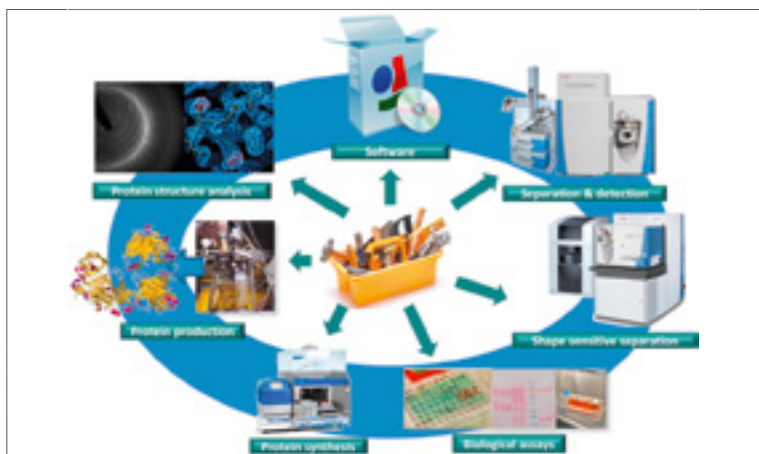 Software
Protein structure analysis
Separation & detection
Protein production
Shape sensitive separation
Protein synthesis
Biological assays